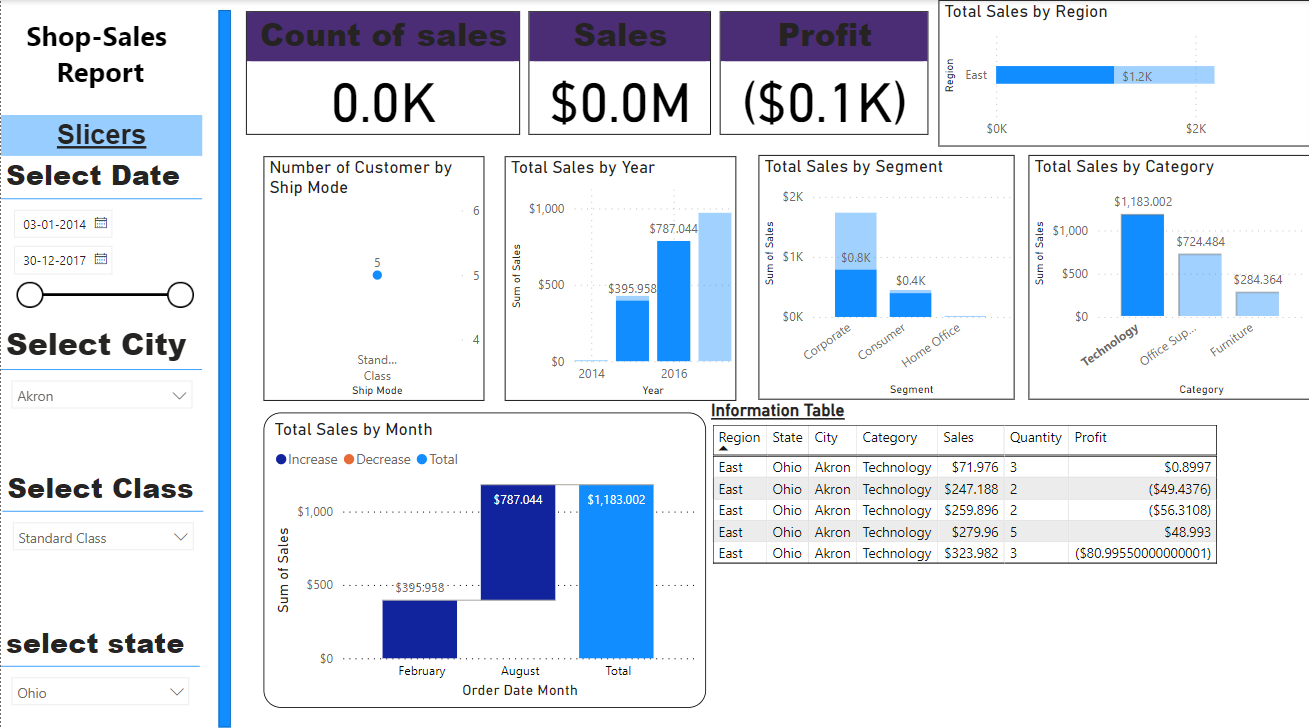 Shop-Sales
Report
Slicers
Select Date
03-01-2014
30-12-2017
Select City
Akron
Select Class
Standard Class
select state
Ohio
Count of sales
0.0K
Sales
$0.0M
Profit
($0.1K)
Total Sales by Region
Region
East
$1.2K
$0K
$2K
Number of Customer by
Ship Mode
6
5
5
4
Stand...
Class
Ship Mode
Total Sales by Year
Sum of Sales
$1,000
$500
$0
$787.044
$395.958
2014
2016
Year
Total Sales by Segment
Sum of Sales
$2K
$1K
$0K
$0.8K
$0.4K
Corporate
Consumer
Home Office
Segment
Total Sales by Category
Sum of Sales
$1,000
$500
$0
$1,183.002
$724.484
$284.364
Technology
Office Sup...
Furniture
Category
Total Sales by Month
Increase Decrease Total
Sum of Sales
$1,000
$500
$0
$395.958
$787.044
$1,183.002
February
August
Total
Order Date Month
Information Table
Region State City Category Sales Quantity Profit
East Ohio Akron Technology $71.976 3 $0.8997
East Ohio Akron Technology $247.188 2 ($49.4376)
East Ohio Akron Technology $259.896 2 ($56.3108)
East Ohio Akron Technology $279.96 5 $48.993
East Ohio Akron Technology $323.982 3 ($80.99550000000001)